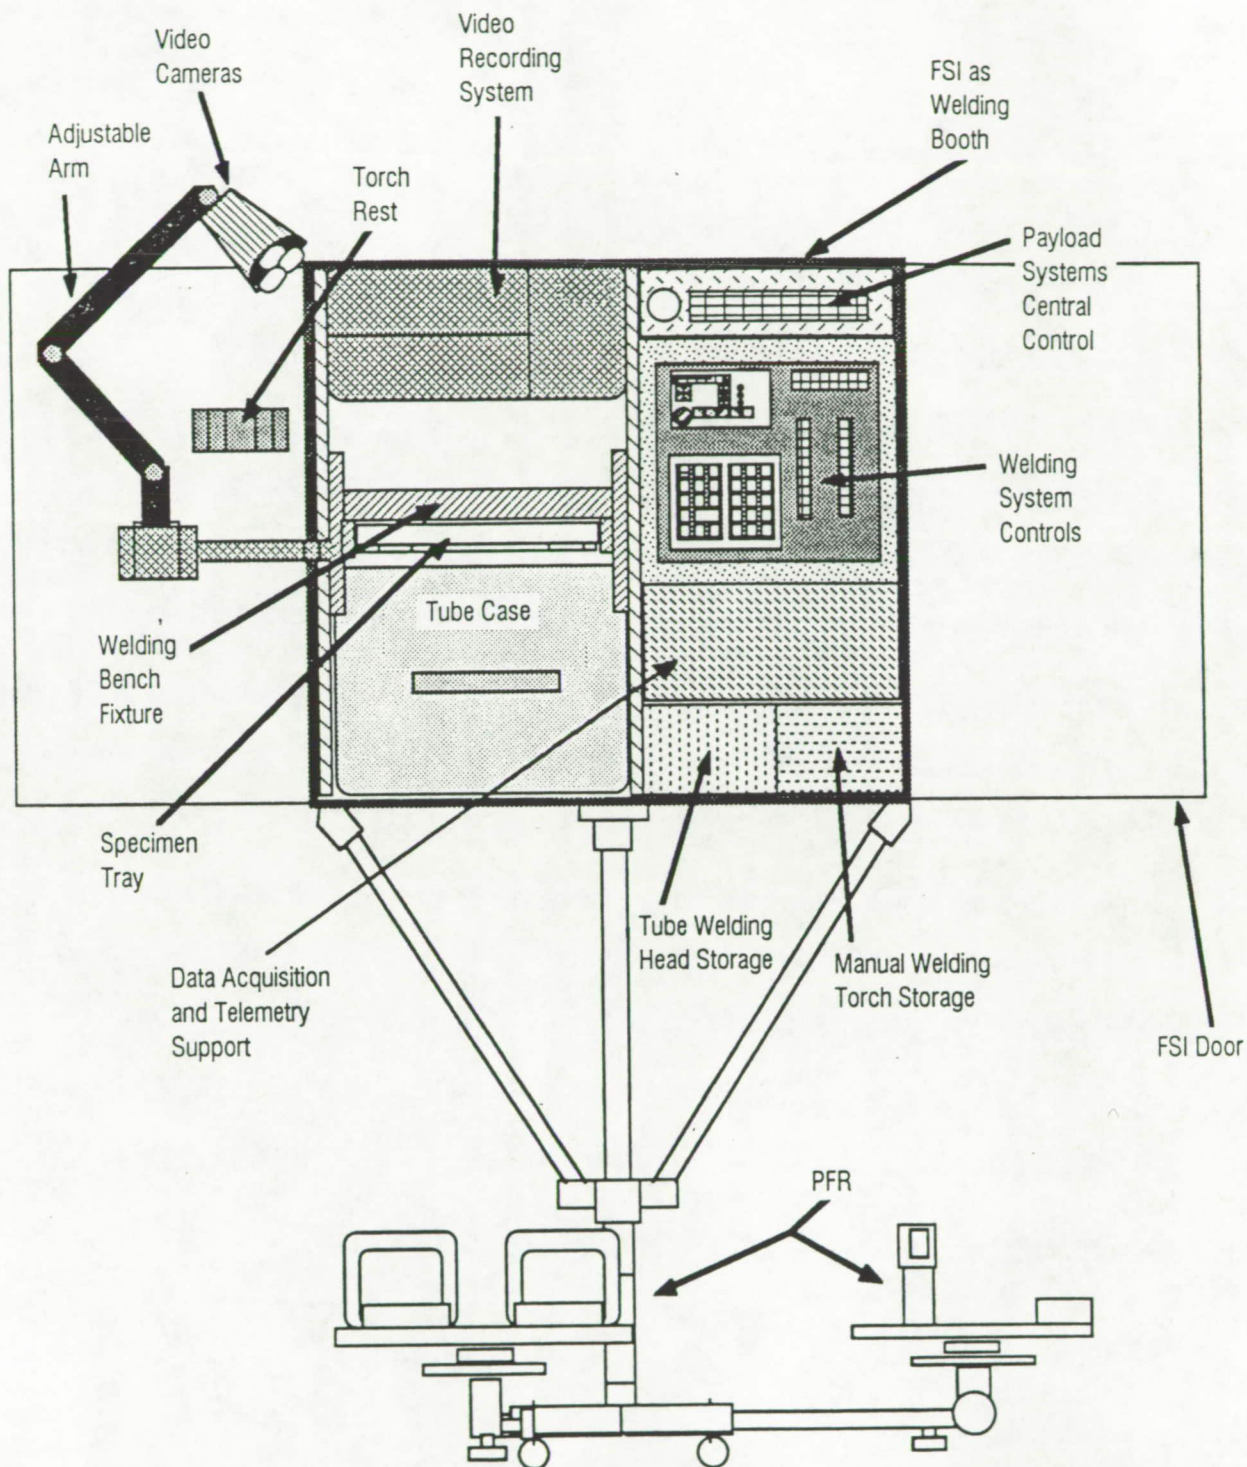 Video
Cameras
Video
Recording
System
FSI as
Welding
Booth
Adjustable
Arm
Torch
Rest
Payload
Systems
Central
Control
Welding
System
Controls
Tube Case
Welding
Bench
Fixture
Specimen
Tray
Tube Welding
Head Storage
Manual Welding
Torch Storage
Data Acquisition
and Telemetry
Support
FSI Door
PFR